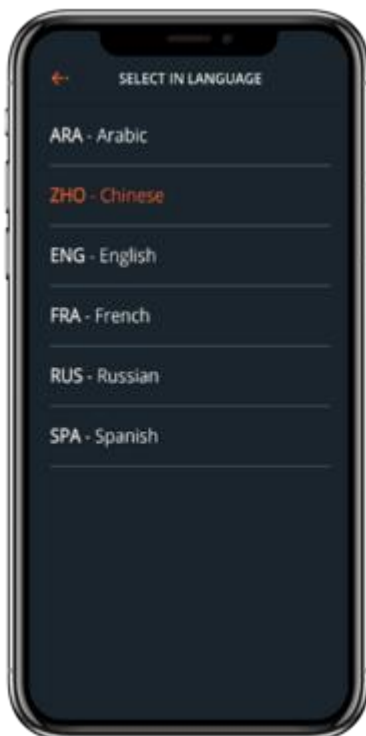 SELECT IN LANGUAGE
ARA - Arabic
ZHO - Chinese
ENG - English
FRA - French
RUS - Russian
SPA - Spanish